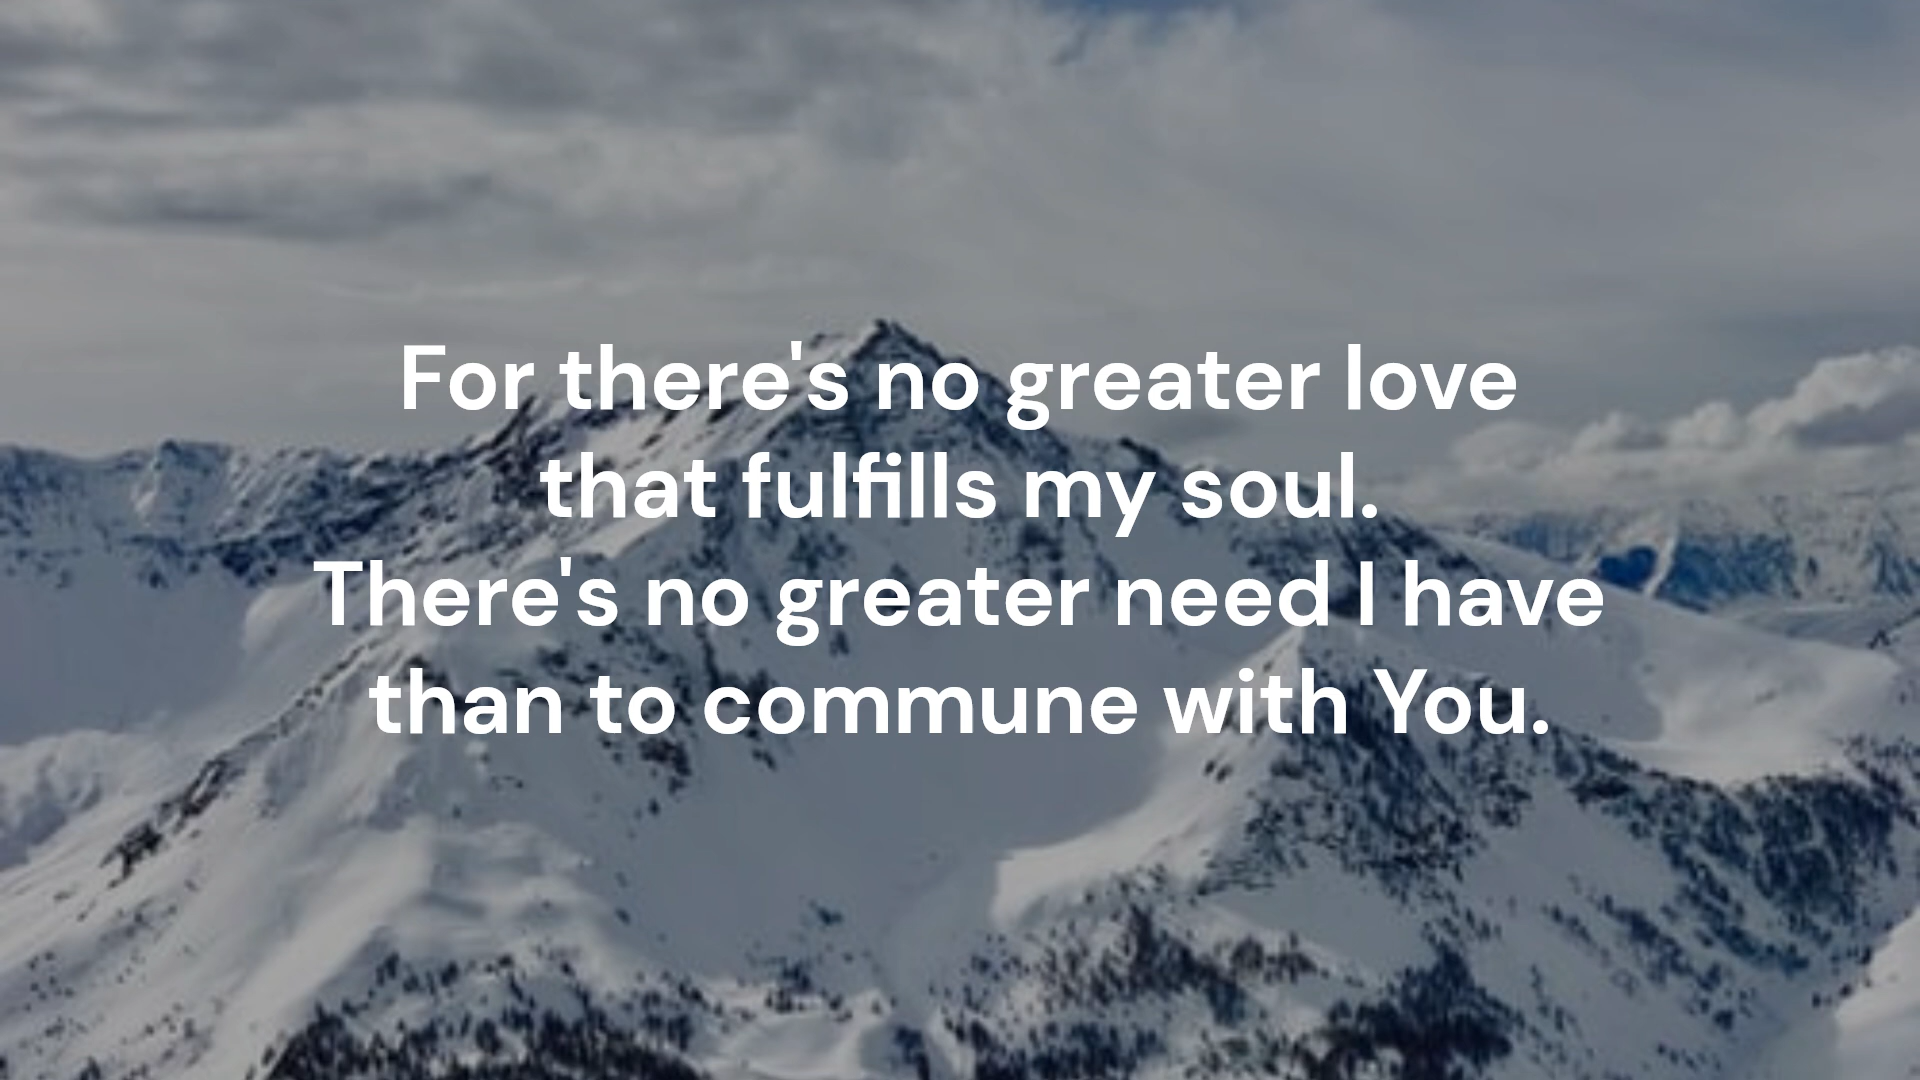 For there's no greater love
that fulfills my soul.
There's no greater need I have
than to commune with You.